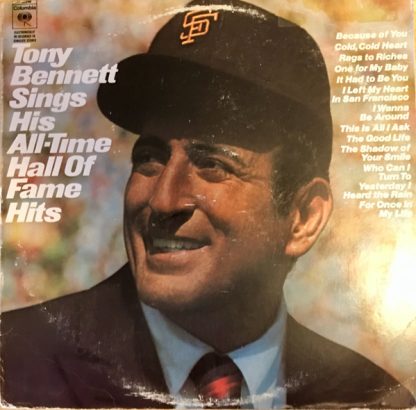 Columbia
Tony
Bennett
Sings
His
All-Time
Hall Of
Fame
Hits
SF
Because of You
Cold, Cold Heart
Rags to Riches
One for My Baby
It Had to Be You
I Left My Heart
In San Francisco
I Wanna
Be Around
This Is All I Ask
The Good Life
The Shadow of
Your Smile
Who Can I
Turn To
Yesterday I
Heard the Rain
For Once In
My Life